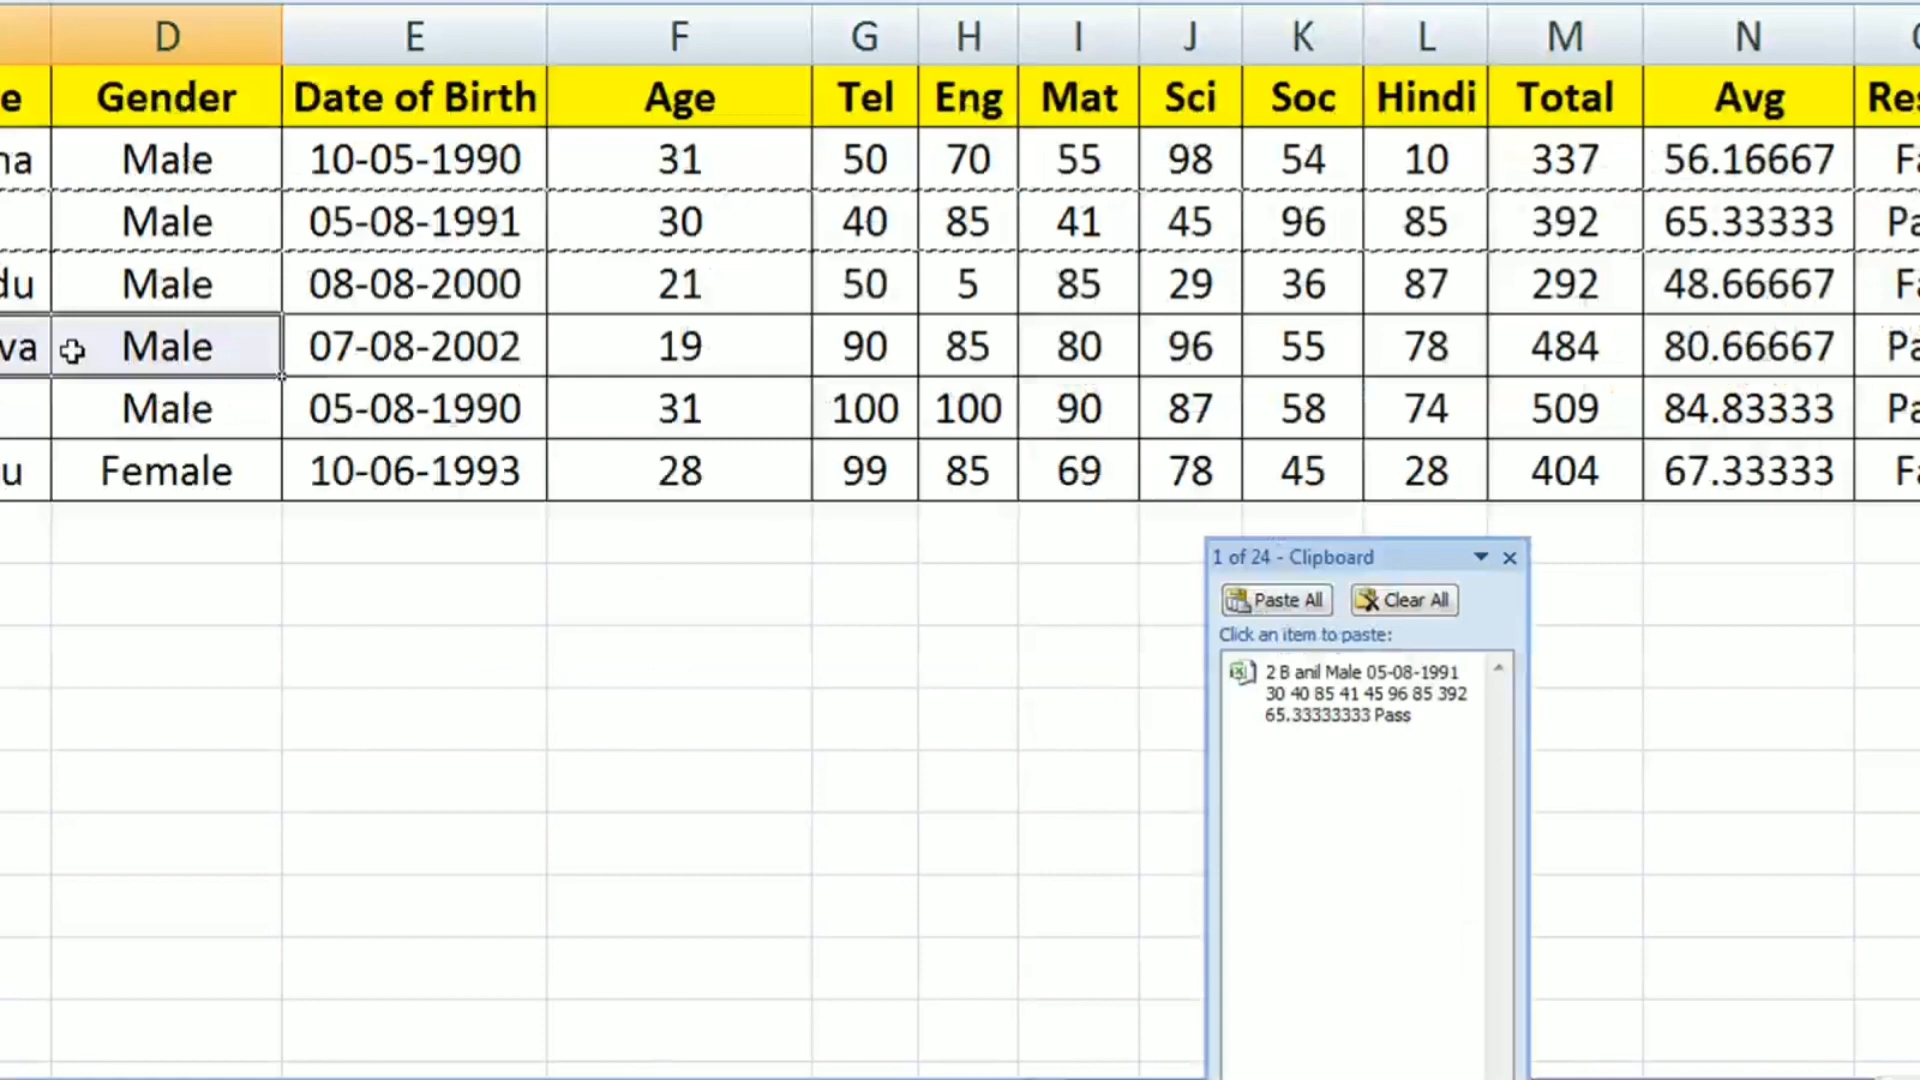 D E F G H I J K L M N
e Gender Date of Birth Age Tel Eng Mat Sci Soc Hindi Total Avg Res
na Male 10-05-1990 31 50 70 55 98 54 10 337 56.16667 Fa
Male 05-08-1991 30 40 85 41 45 96 85 392 65.33333 Pa
du Male 08-08-2000 21 50 5 85 29 36 87 292 48.66667 Fa
va Male 07-08-2002 19 90 85 80 96 55 78 484 80.66667 Pa
Male 05-08-1990 31 100 100 90 87 58 74 509 84.83333 Pa
u Female 10-06-1993 28 99 85 69 78 45 28 404 67.33333 Fa
1 of 24 - Clipboard
Paste All Clear All
Click an item to paste:
2 B anil Male 05-08-1991
30 40 85 41 45 96 85 392
65.33333333 Pass